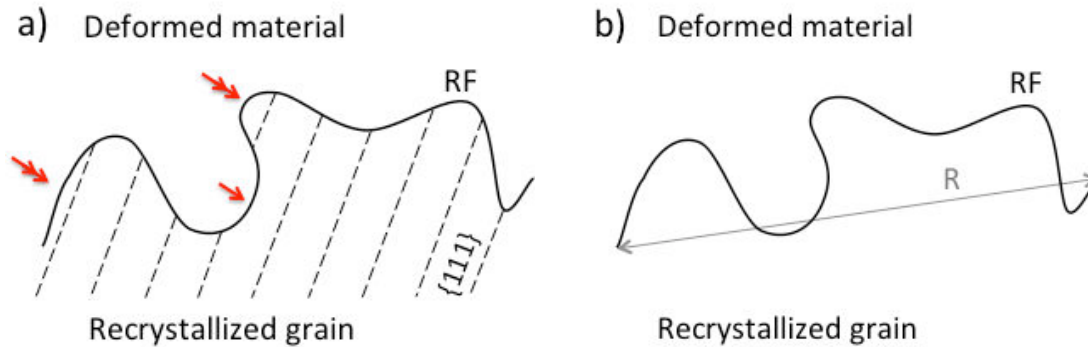 a) Deformed material
RF
{111}
Recrystallized grain
b) Deformed material
RF
R
Recrystallized grain